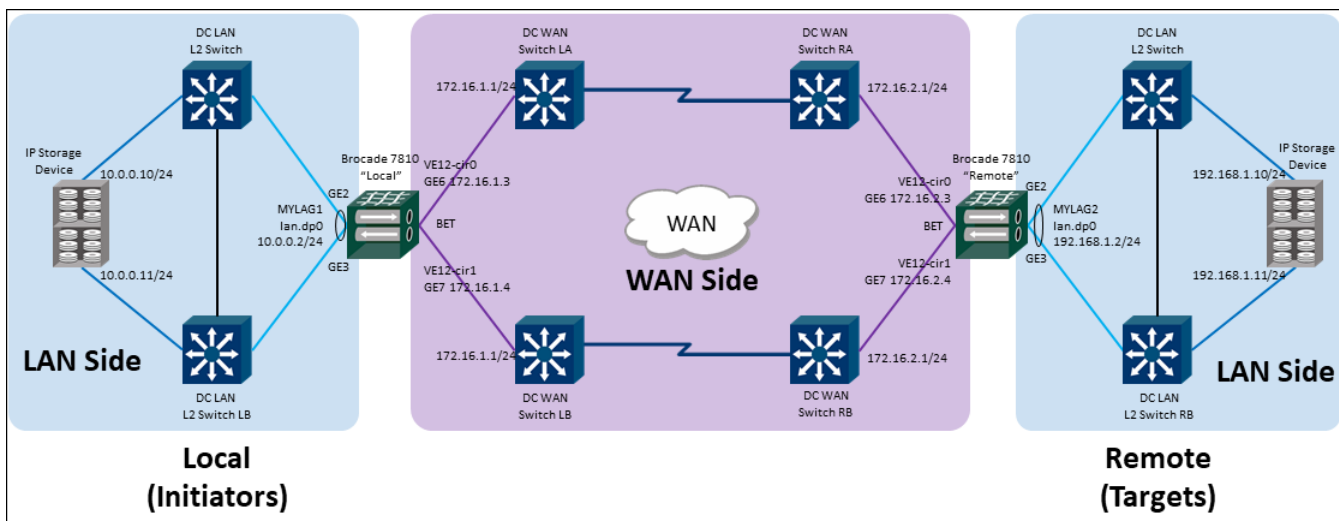 DC LAN
L2 Switch
DC WAN
Switch LA
DC WAN
Switch RA
DC LAN
L2 Switch
172.16.1.1/24
172.16.2.1/24
IP Storage
Device
10.0.0.10/24
Brocade 7810
“Local”
VE12-cir0
GE6 172.16.1.3
GE2
MYLAG1
lan.dp0
10.0.0.2/24
GE3
BET
VE12-cir1
GE7 172.16.1.4
10.0.0.11/24
WAN
WAN Side
Brocade 7810
“Remote”
VE12-cir0
GE6 172.16.2.3
GE2
BET
MYLAG2
lan.dp0
192.168.1.2/24
GE3
VE12-cir1
GE7 172.16.2.4
IP Storage
Device
192.168.1.10/24
192.168.1.11/24
LAN Side
172.16.1.1/24
172.16.2.1/24
LAN Side
DC LAN
L2 Switch LB
DC WAN
Switch LB
DC WAN
Switch RB
DC LAN
L2 Switch RB
Local
(Initiators)
Remote
(Targets)